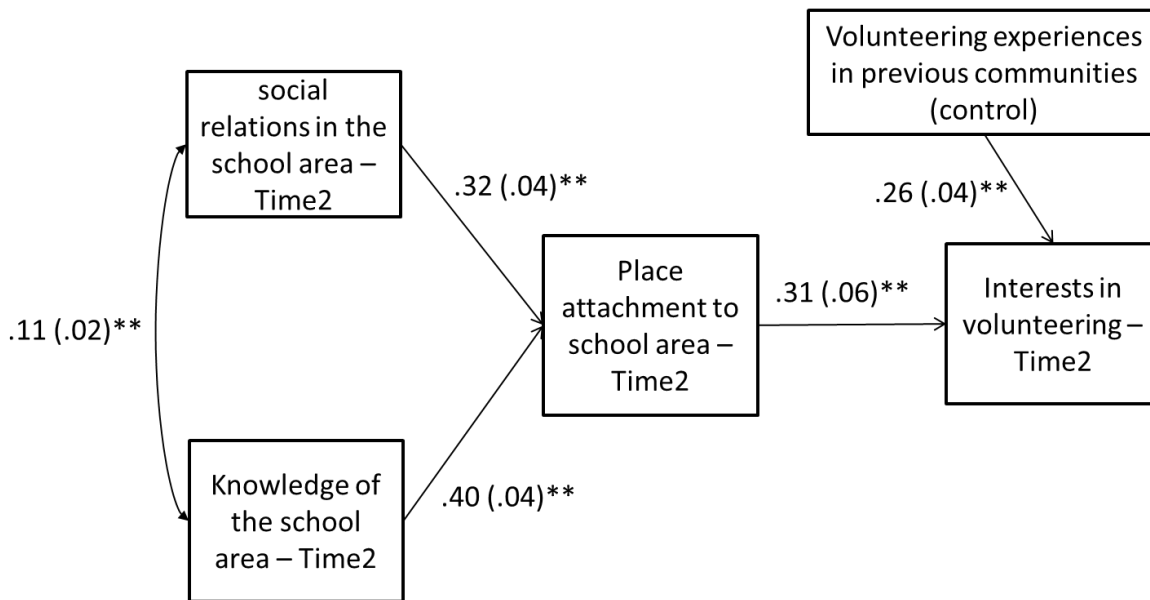 Volunteering experiences
in previous communities
(control)
social
relations in the
school area –
Time2
.32 (.04)**
.26 (.04)**
Place
attachment to
school area –
Time2
.31 (.06)**
Interests in
volunteering –
Time2
.11 (.02)**
Knowledge of
the school
area – Time2
.40 (.04)**